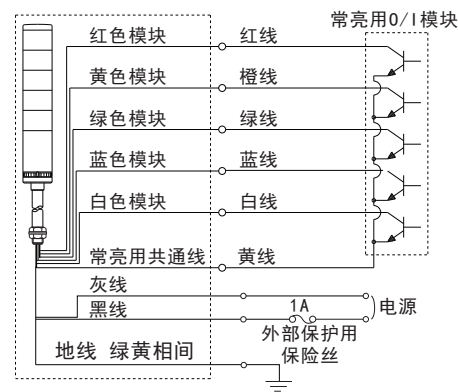 常亮用O/I模块
红色模块 红线
黄色模块 橙线
绿色模块 绿线
蓝色模块 蓝线
白色模块 白线
常亮用共通线 黄线
灰线
黑线 1A 电源
外部保护用
保险丝
地线 绿黄相间